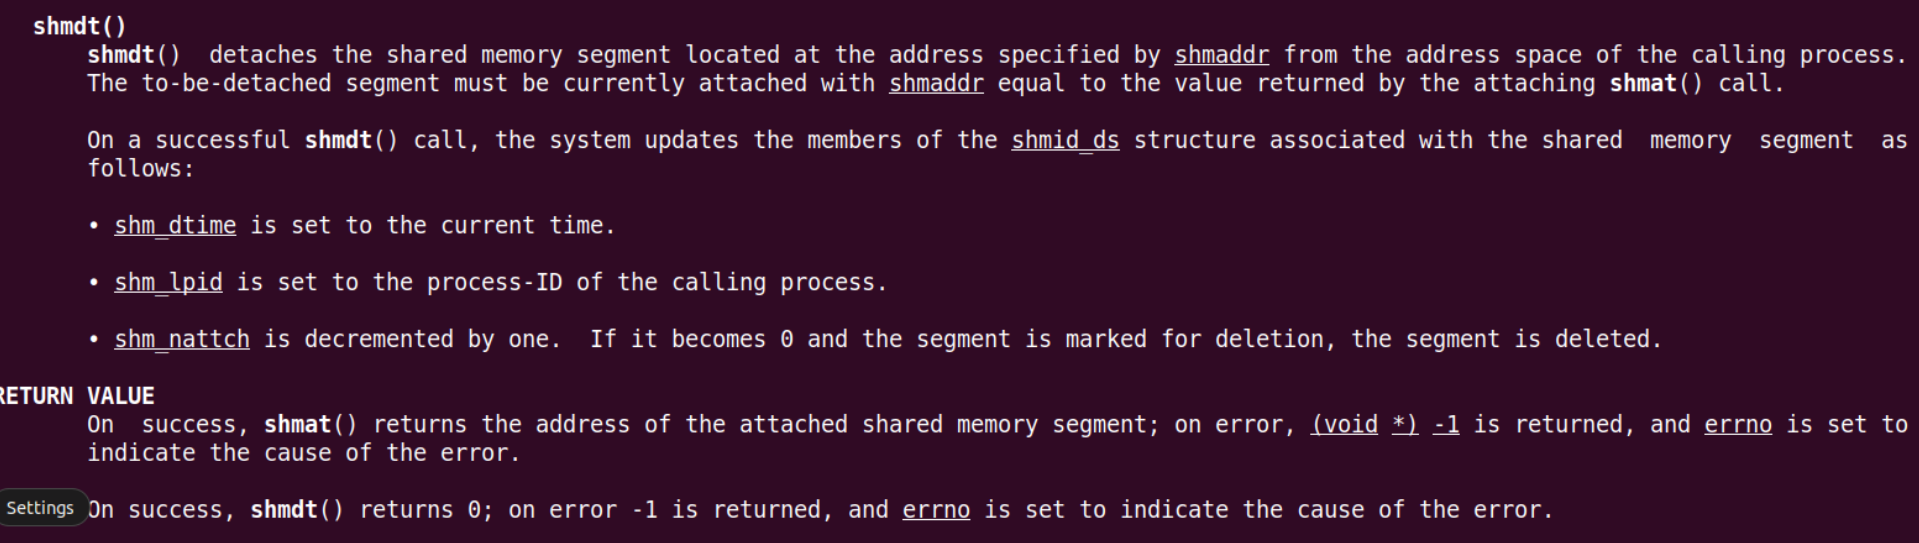 shmdt()
shmdt()  detaches the shared memory segment located at the address specified by shmaddr from the address space of the calling process.
The to-be-detached segment must be currently attached with shmaddr equal to the value returned by the attaching shmat() call.
On a successful shmdt() call, the system updates the members of the shmid_ds structure associated with the shared  memory  segment  as
follows:
• shm_dtime is set to the current time.
• shm_lpid is set to the process-ID of the calling process.
• shm_nattch is decremented by one.  If it becomes 0 and the segment is marked for deletion, the segment is deleted.
RETURN VALUE
On  success, shmat() returns the address of the attached shared memory segment; on error, (void *) -1 is returned, and errno is set to
indicate the cause of the error.
Settings
On success, shmdt() returns 0; on error -1 is returned, and errno is set to indicate the cause of the error.